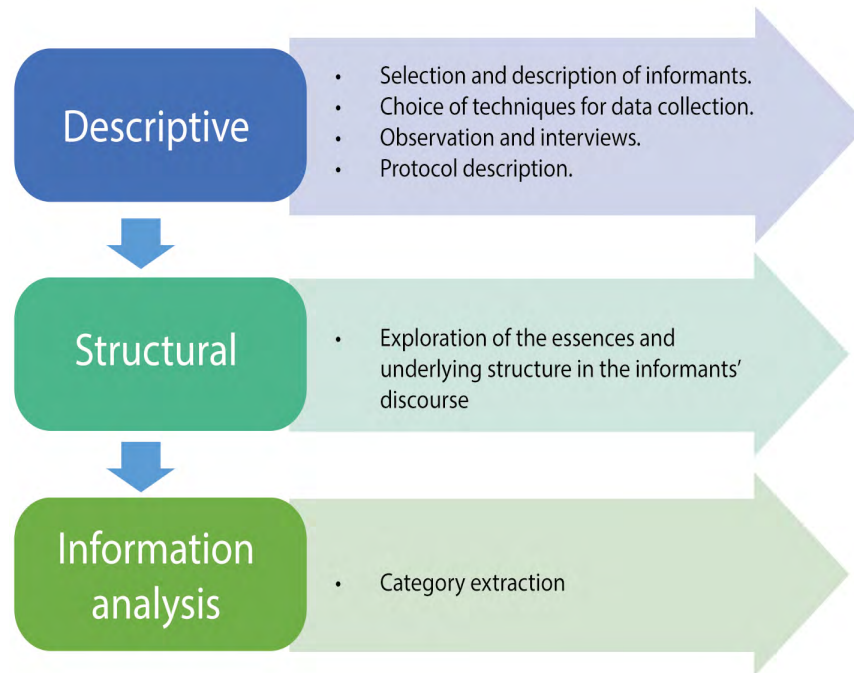 Descriptive
• Selection and description of informants.
• Choice of techniques for data collection.
• Observation and interviews.
• Protocol description.
Structural
• Exploration of the essences and
underlying structure in the informants’
discourse
Information
analysis
• Category extraction